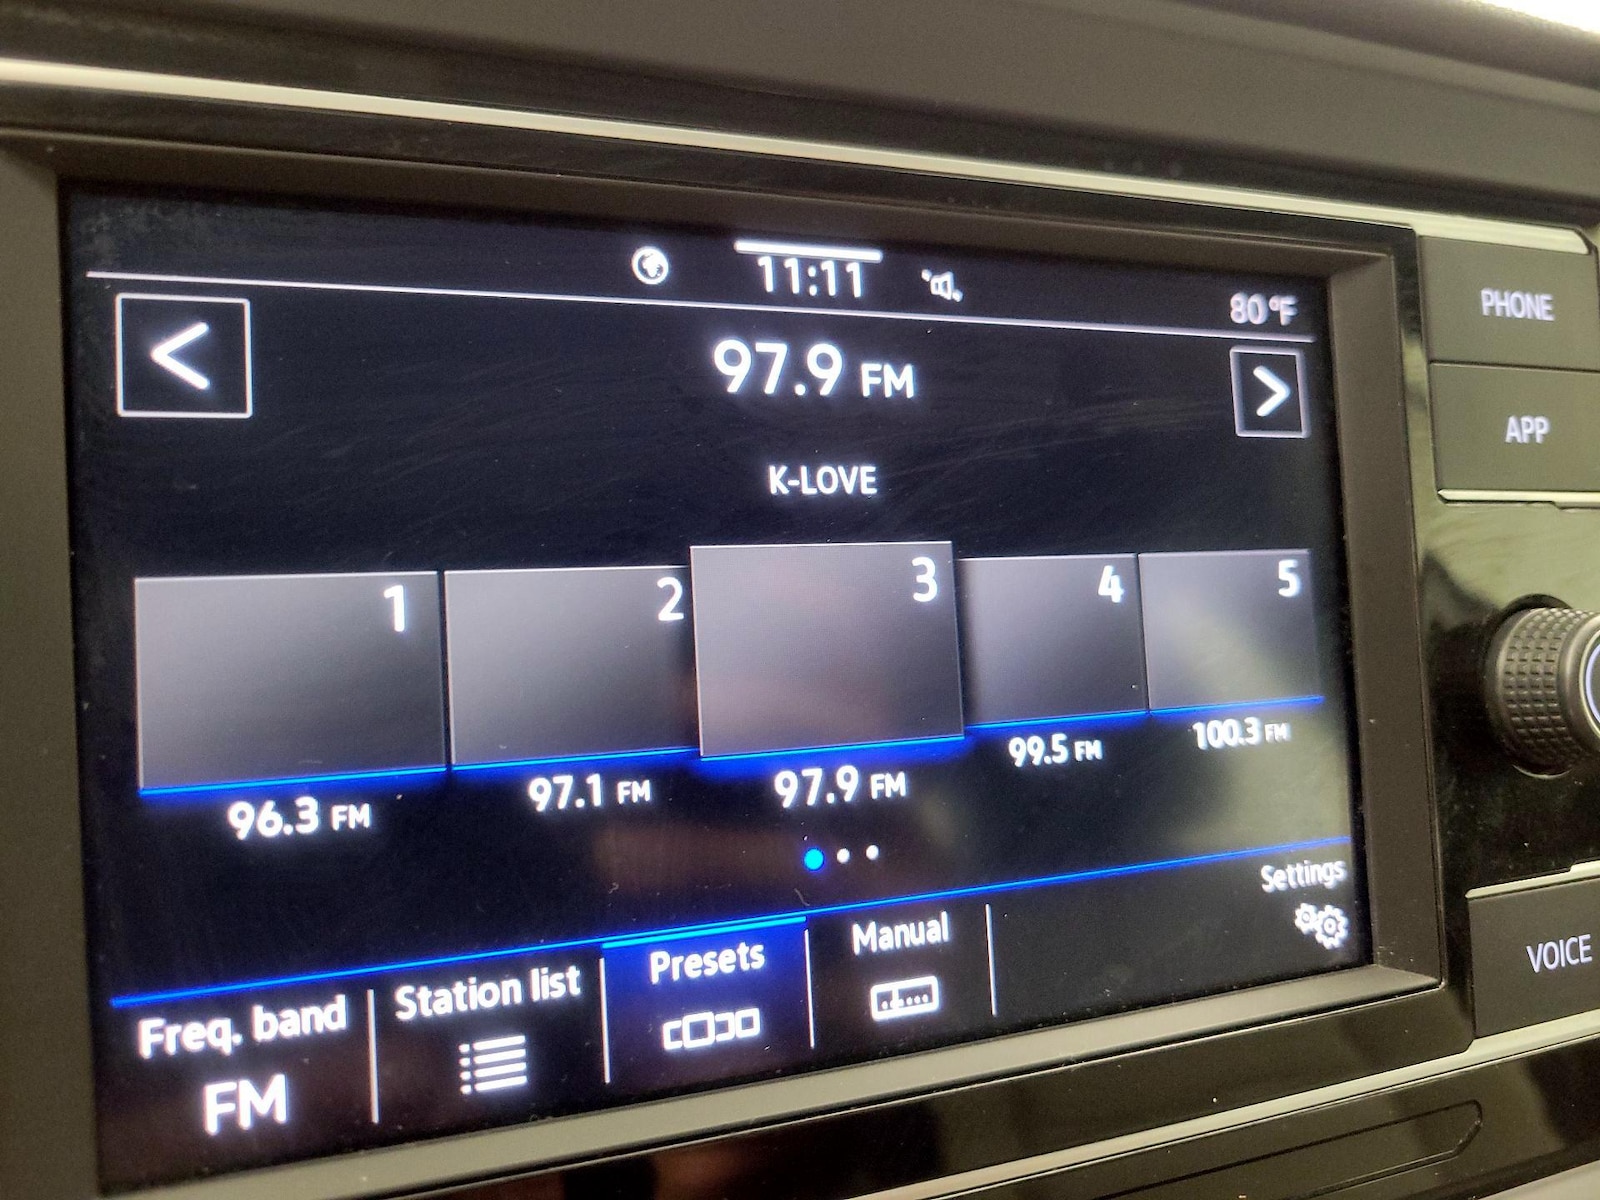 11:11
80°F
<
97.9 FM
>
K-LOVE
1
2
3
4
5
96.3 FM
97.1 FM
97.9 FM
99.5 FM
100.3 FM
Freq. band
FM
Station list
Presets
Manual
Settings
PHONE
APP
VOICE